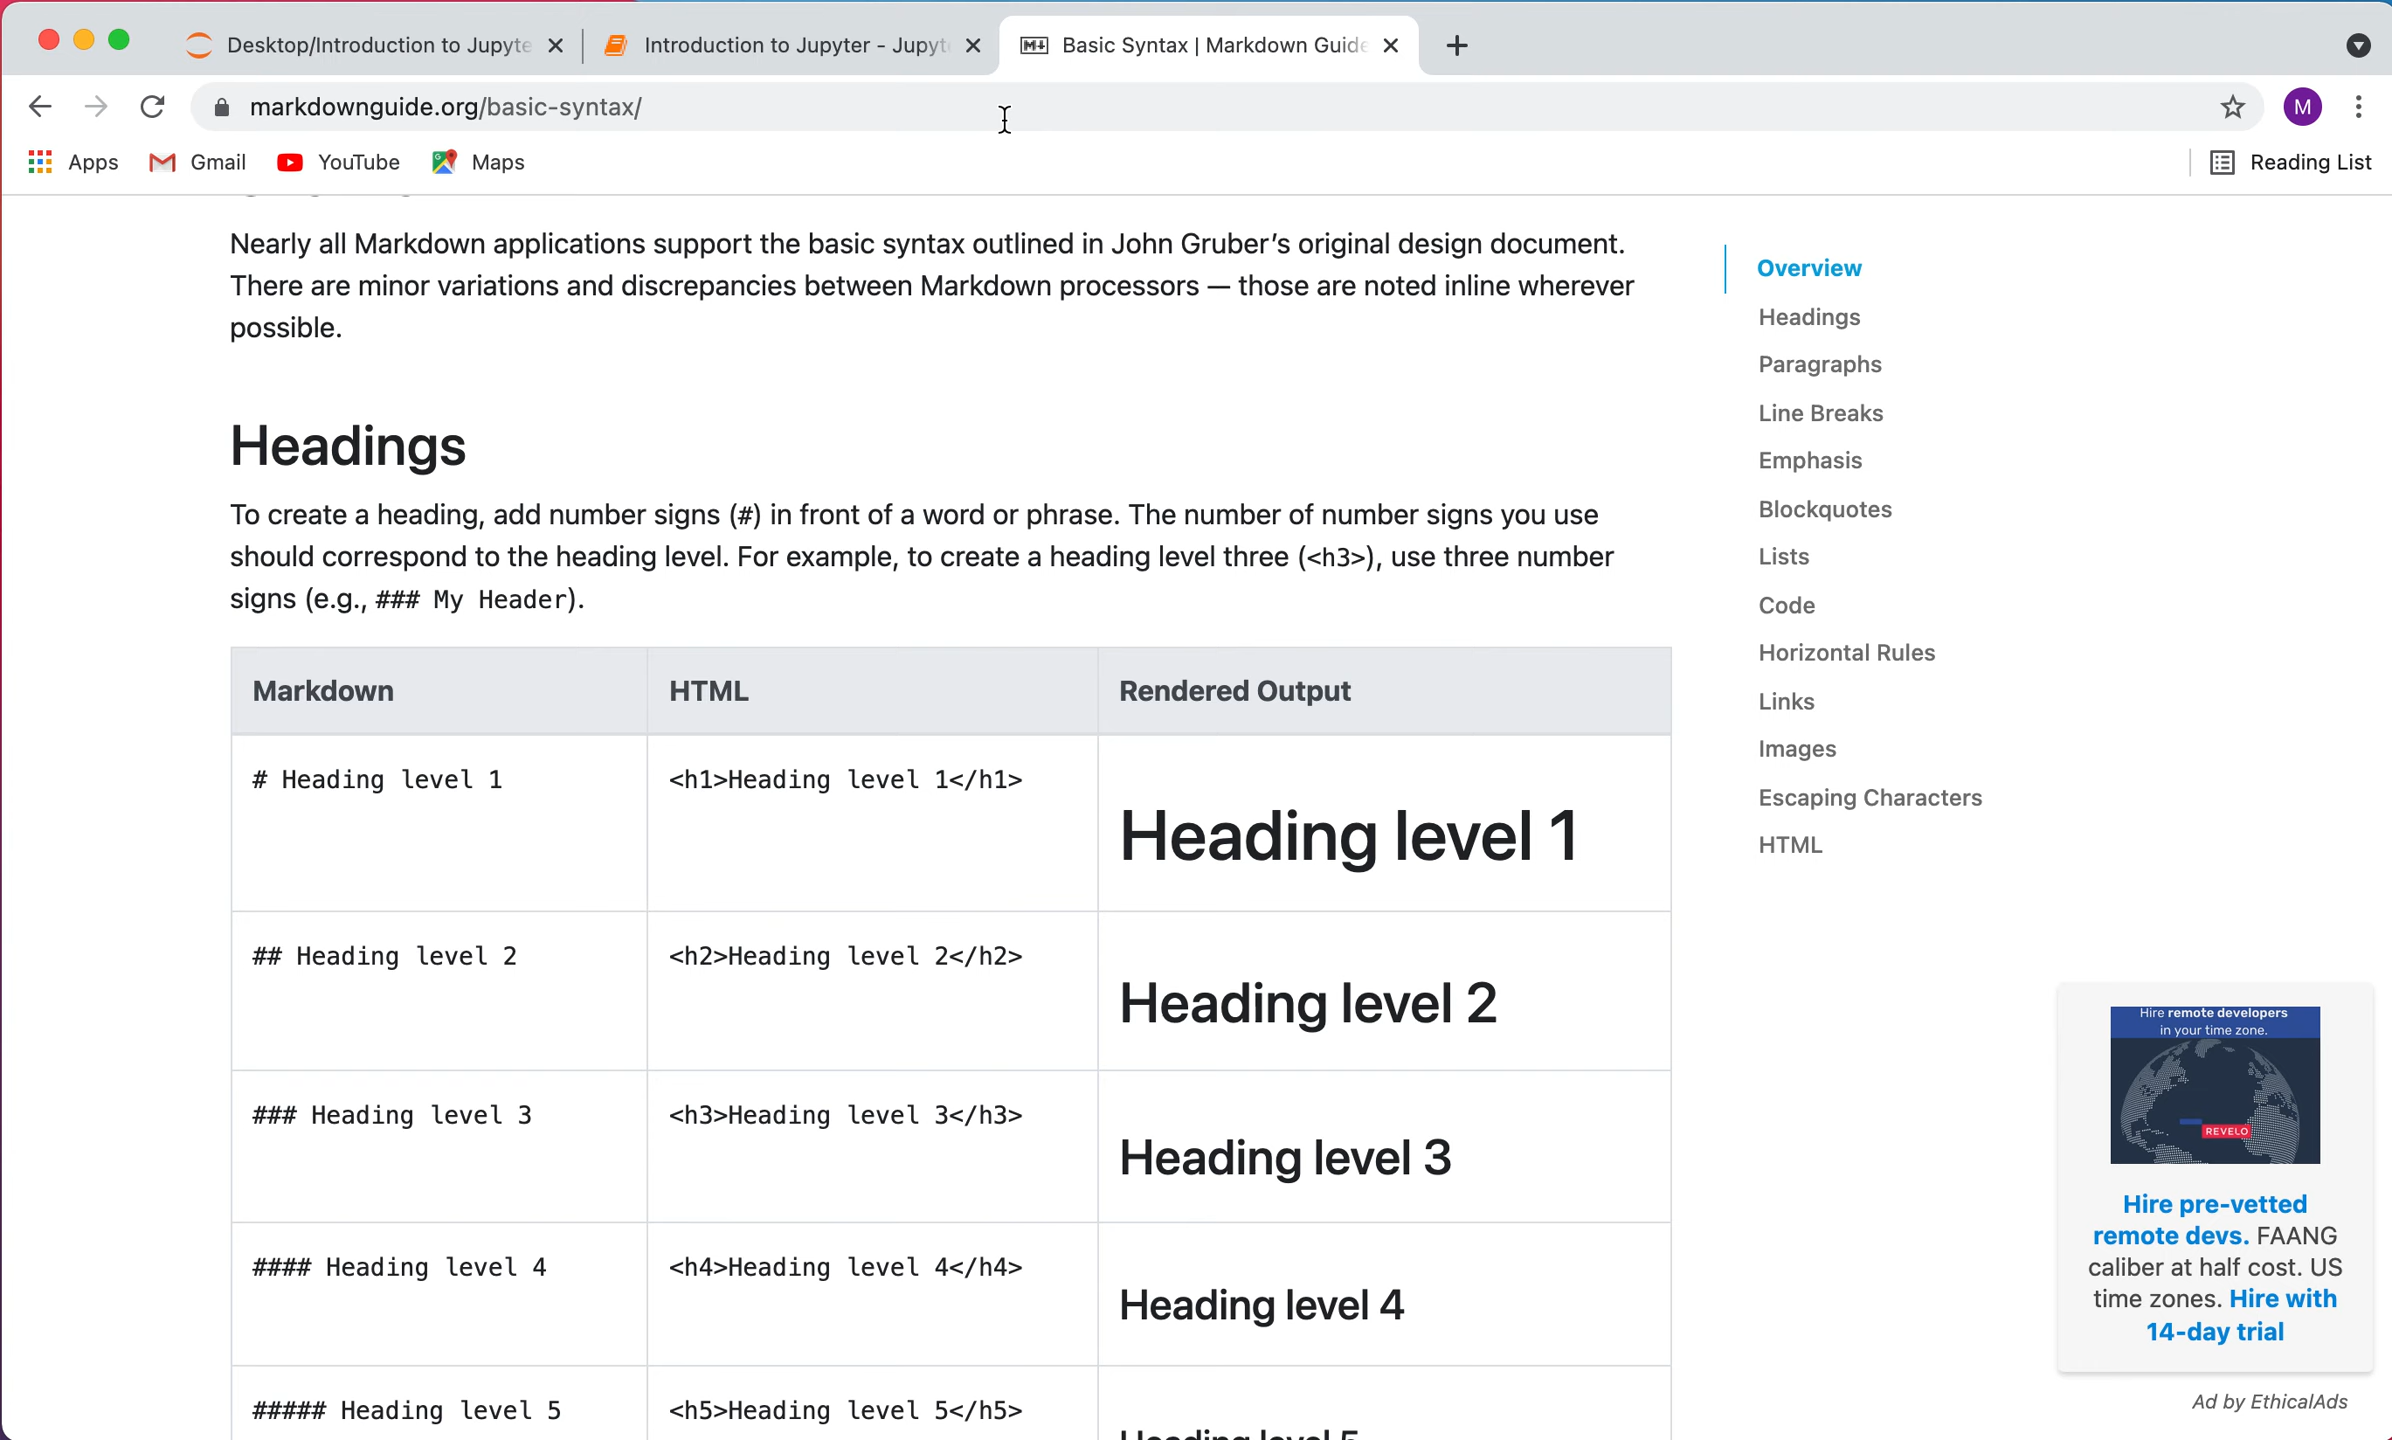 Desktop/Introduction to Jupyte
Introduction to Jupyter - Jupyt
Basic Syntax | Markdown Guide
markdownguide.org/basic-syntax/
M
Apps
Gmail
YouTube
Maps
Reading List
Nearly all Markdown applications support the basic syntax outlined in John Gruber’s original design document.
There are minor variations and discrepancies between Markdown processors — those are noted inline wherever
possible.
Headings
To create a heading, add number signs (#) in front of a word or phrase. The number of number signs you use
should correspond to the heading level. For example, to create a heading level three (<h3>), use three number
signs (e.g., ### My Header).
Markdown HTML Rendered Output
# Heading level 1 <h1>Heading level 1</h1> Heading level 1
## Heading level 2 <h2>Heading level 2</h2> Heading level 2
### Heading level 3 <h3>Heading level 3</h3> Heading level 3
#### Heading level 4 <h4>Heading level 4</h4> Heading level 4
##### Heading level 5 <h5>Heading level 5</h5> Heading level 5
Overview
Headings
Paragraphs
Line Breaks
Emphasis
Blockquotes
Lists
Code
Horizontal Rules
Links
Images
Escaping Characters
HTML
Hire remote developers
in your time zone.
REVELO
Hire pre-vetted
remote devs. FAANG
caliber at half cost. US
time zones. Hire with
14-day trial
Ad by EthicalAds